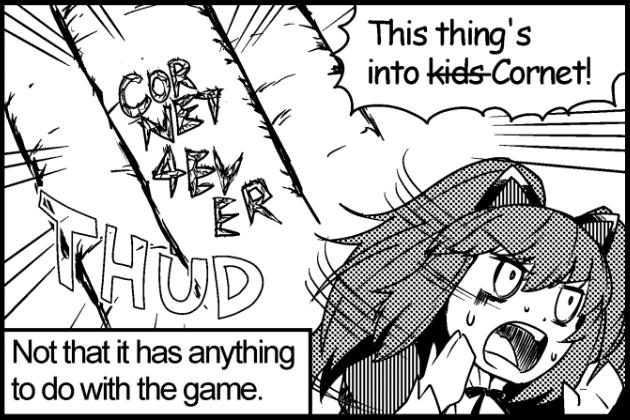 This thing's
into kids Cornet!
COR
NET
4EV
ER
THUD
Not that it has anything
to do with the game.